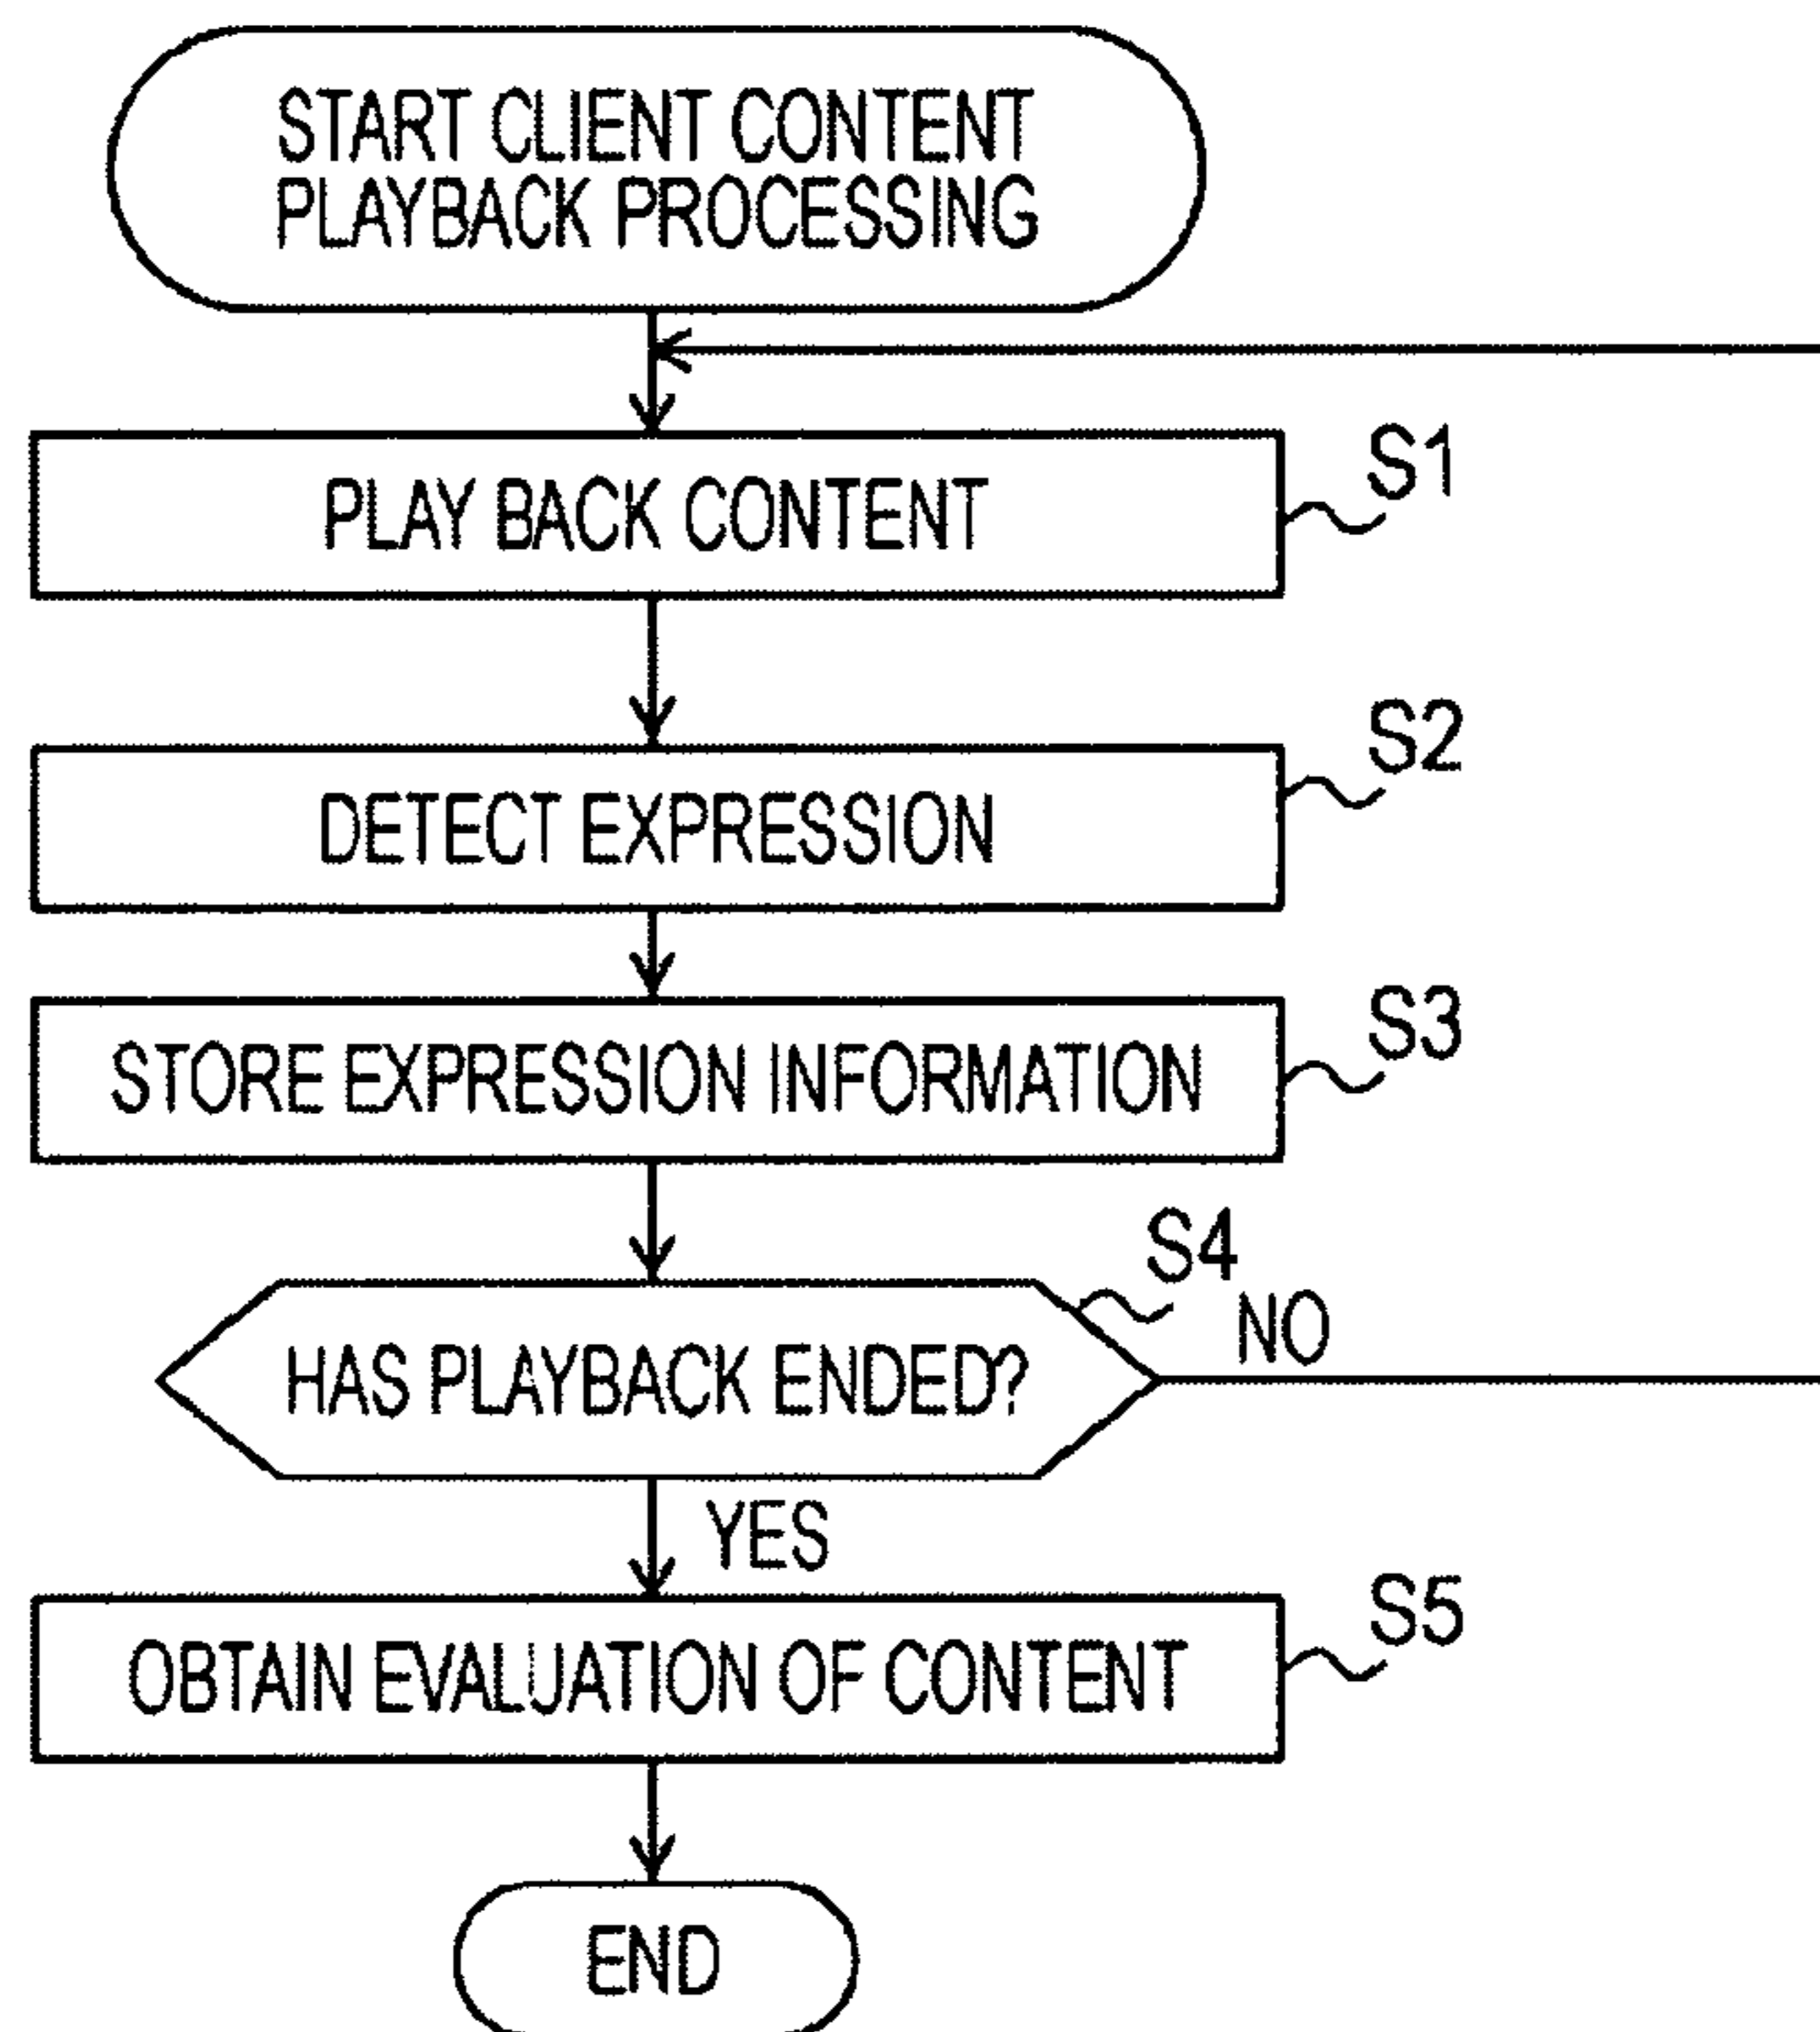 START CLIENT CONTENT
PLAYBACK PROCESSING
S1
PLAY BACK CONTENT
S2
DETECT EXPRESSION
S3
STORE EXPRESSION INFORMATION
S4
NO
HAS PLAYBACK ENDED?
YES
S5
OBTAIN EVALUATION OF CONTENT
END